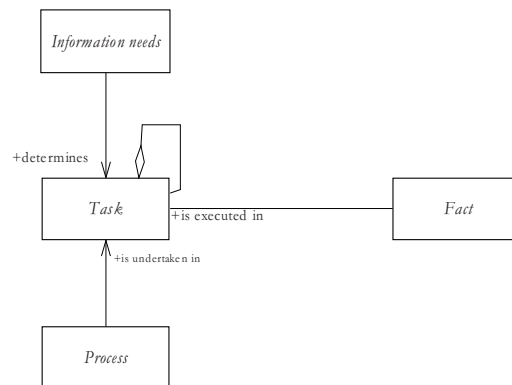 Information needs
+determines
Task
+is executed in
Fact
+is undertaken in
Process